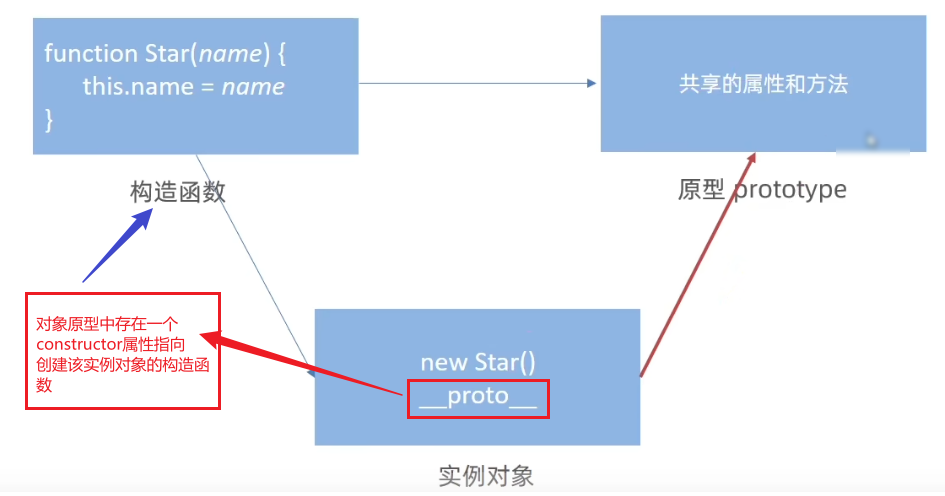 function Star(name) {
this.name = name
}
共享的属性和方法
构造函数
原型 prototype
对象原型中存在一个
constructor属性指向
创建该实例对象的构造函
数
new Star()
__proto__
实例对象